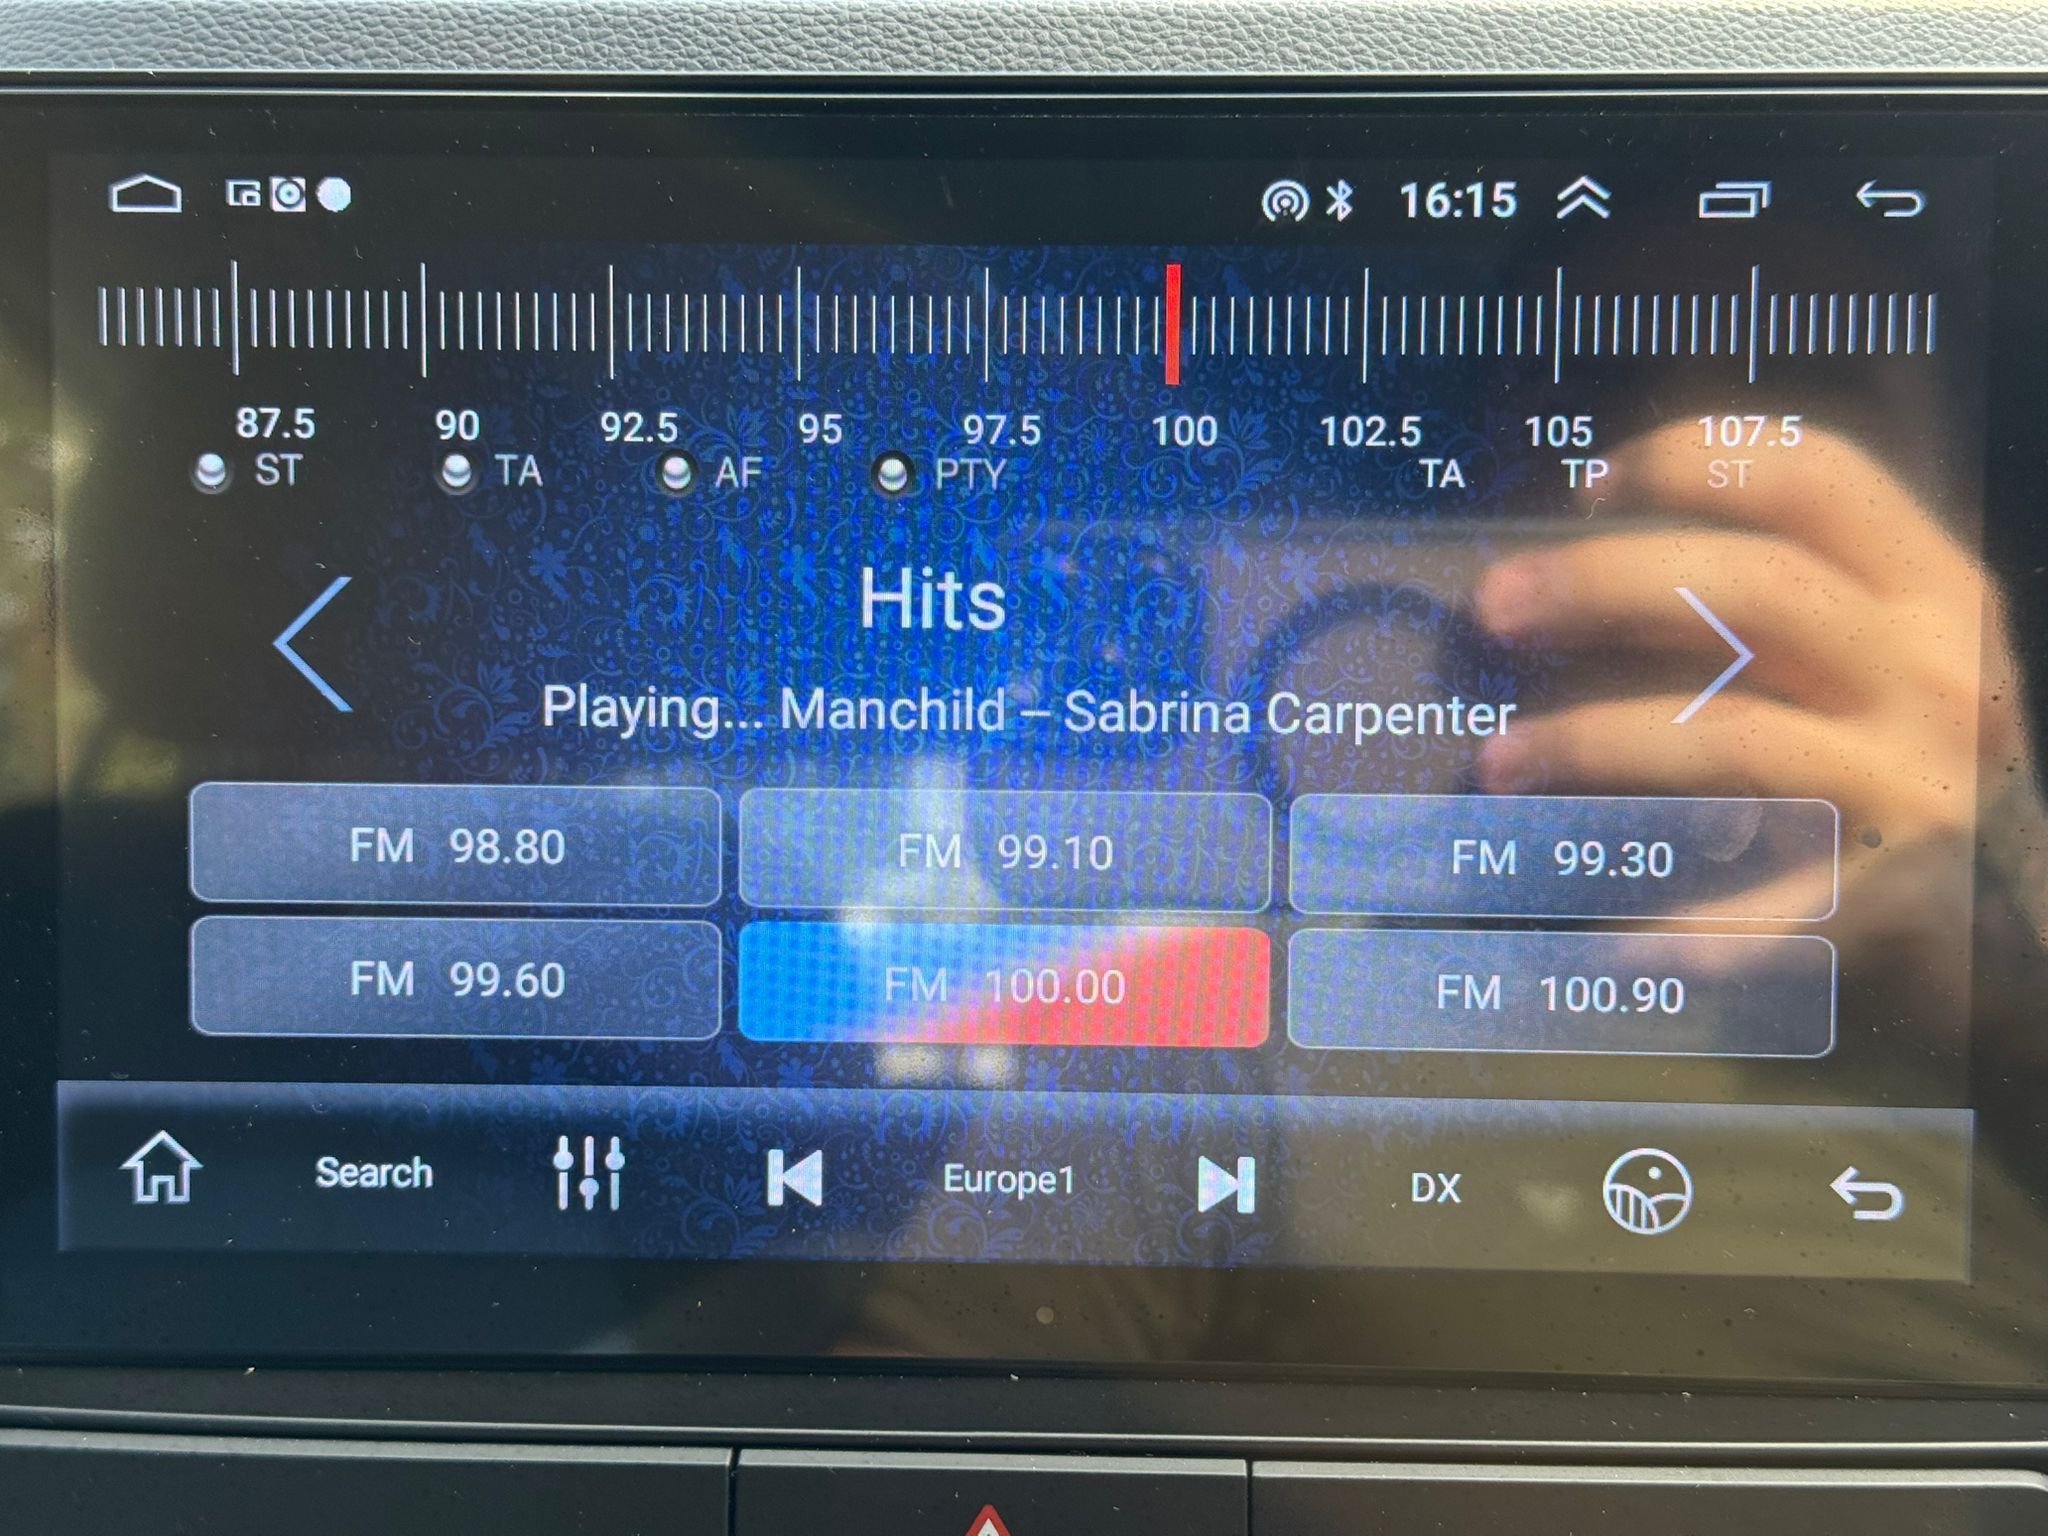 16:15
87.5 90 92.5 95 97.5 100 102.5 105 107.5
ST TA AF PTY TA TP ST
Hits
Playing... Manchild – Sabrina Carpenter
FM 98.80 FM 99.10 FM 99.30
FM 99.60 FM 100.00 FM 100.90
Search Europe1 DX